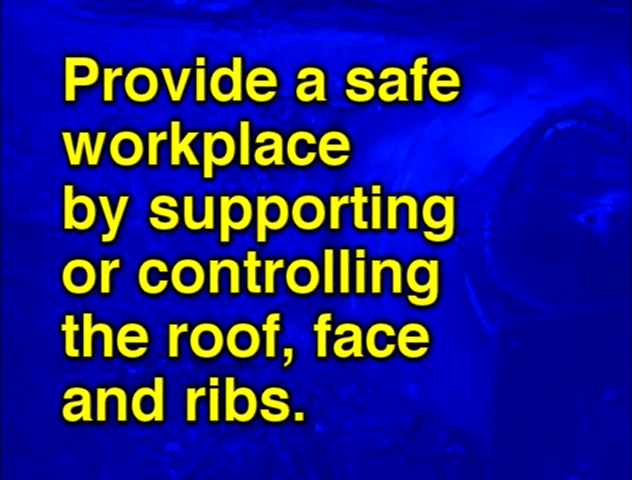 Provide a safe
workplace
by supporting
or controlling
the roof, face
and ribs.